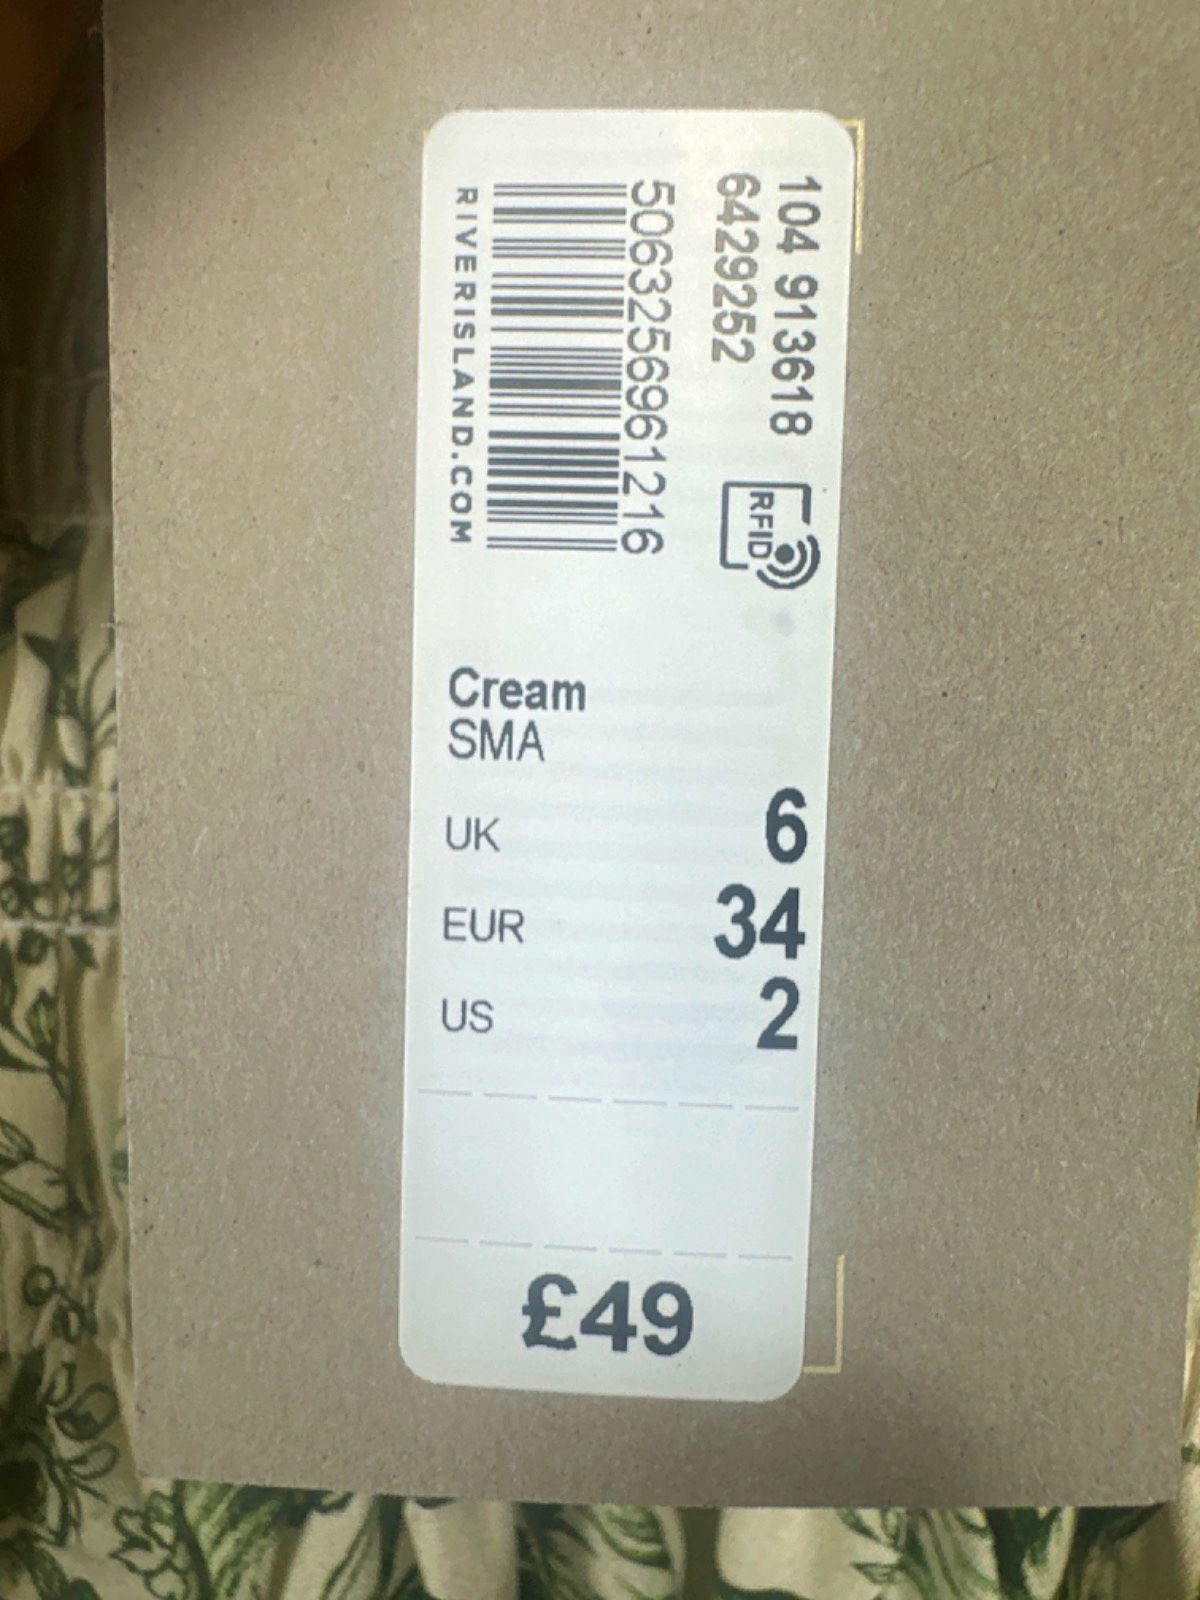 104 913618
6429252
RFID
5063256961216
RIVERISLAND.COM
Cream
SMA
UK 6
EUR 34
US 2
£49